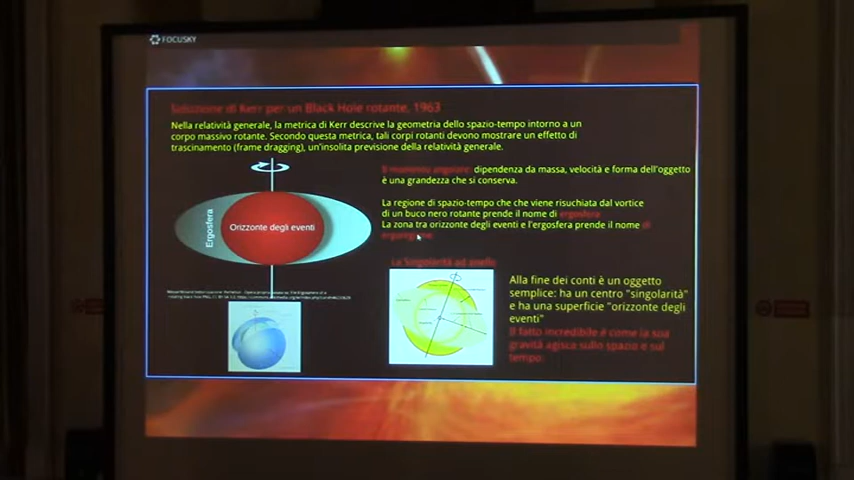 FOCUSKY
Soluzione di Kerr per un Black Hole rotante, 1963
Nella relatività generale, la metrica di Kerr descrive la geometria dello spazio-tempo intorno a un
corpo massivo rotante. Secondo questa metrica, tali corpi rotanti devono mostrare un effetto di
trascinamento (frame dragging), un'insolita previsione della relatività generale.
Il momento angolare: dipendenza da massa, velocità e forma dell'oggetto
è una grandezza che si conserva.
La regione di spazio-tempo che che viene risuchiata dal vortice
di un buco nero rotante prende il nome di ergosfera
La zona tra orizzonte degli eventi e l'ergosfera prende il nome di
Ergosfera
Orizzonte degli eventi
La Singolarità ad anello
Alla fine dei conti è un oggetto
semplice: ha un centro "singolarità"
e ha una superficie "orizzonte degli
eventi"
Il fatto incredibile è come la sua
gravità agisca sullo spazio e sul
tempo.